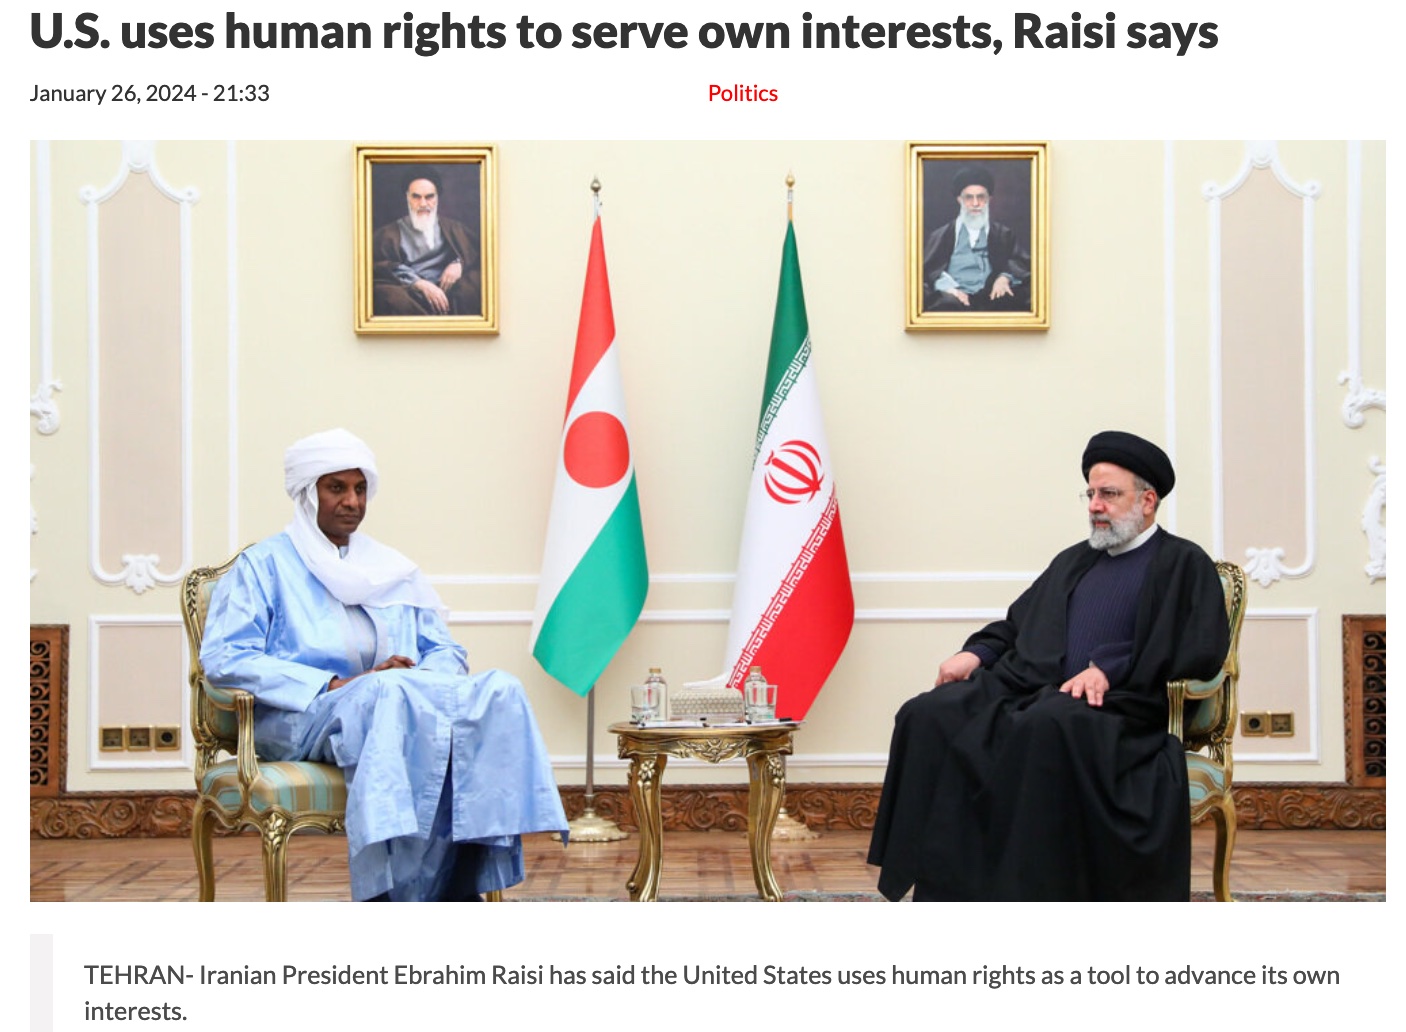 U.S. uses human rights to serve own interests, Raisi says
January 26, 2024 - 21:33
Politics
TEHRAN- Iranian President Ebrahim Raisi has said the United States uses human rights as a tool to advance its own
interests.